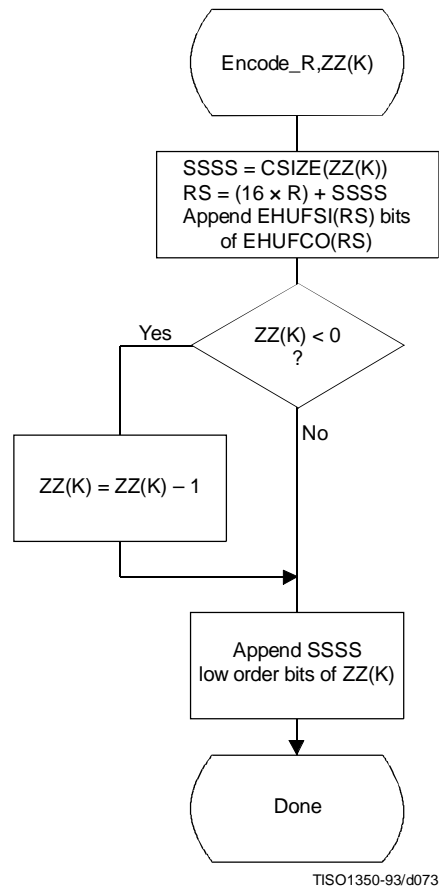 Encode_R,ZZ(K)
SSSS = CSIZE(ZZ(K))
RS = (16 × R) + SSSS
Append EHUFSI(RS) bits
of EHUFCO(RS)
ZZ(K) < 0
?
Yes
No
ZZ(K) = ZZ(K) – 1
Append SSSS
low order bits of ZZ(K)
Done
TISO1350-93/d073